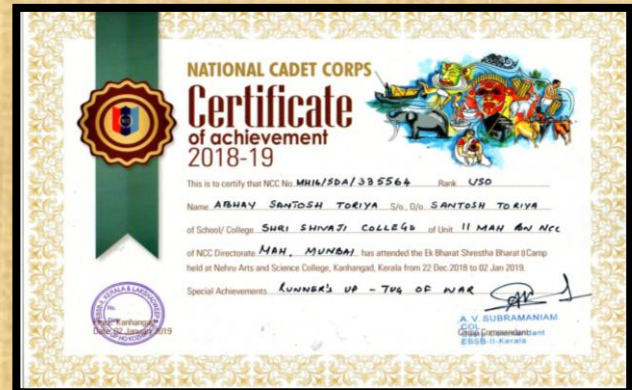 NATIONAL CADET CORPS
Certificate
of achievement
2018-19
This is to certify that NCC No. MH16/SDA/335564 Rank USO
Name ABHAY SANTOSH TORIYA S/o., D/o. SANTOSH TORIYA
of School/ College SHRI SHIVAJI COLLEGE of Unit 11 MAH BN NCC
of NCC Directorate MAH, MUNBAI has attended the Ek Bharat Shrestha Bharat II Camp
held at Nehru Arts and Science College, Kanhangad, Kerala from 22 Dec. 2018 to 02 Jan 2019.
Special Achievements RUNNER'S UP - TUG OF WAR
Place: Kanhangad
Date: 02 January 2019
A. V. SUBRAMANIAM
COL
Camp Commandant
EBSB-II-Kerala